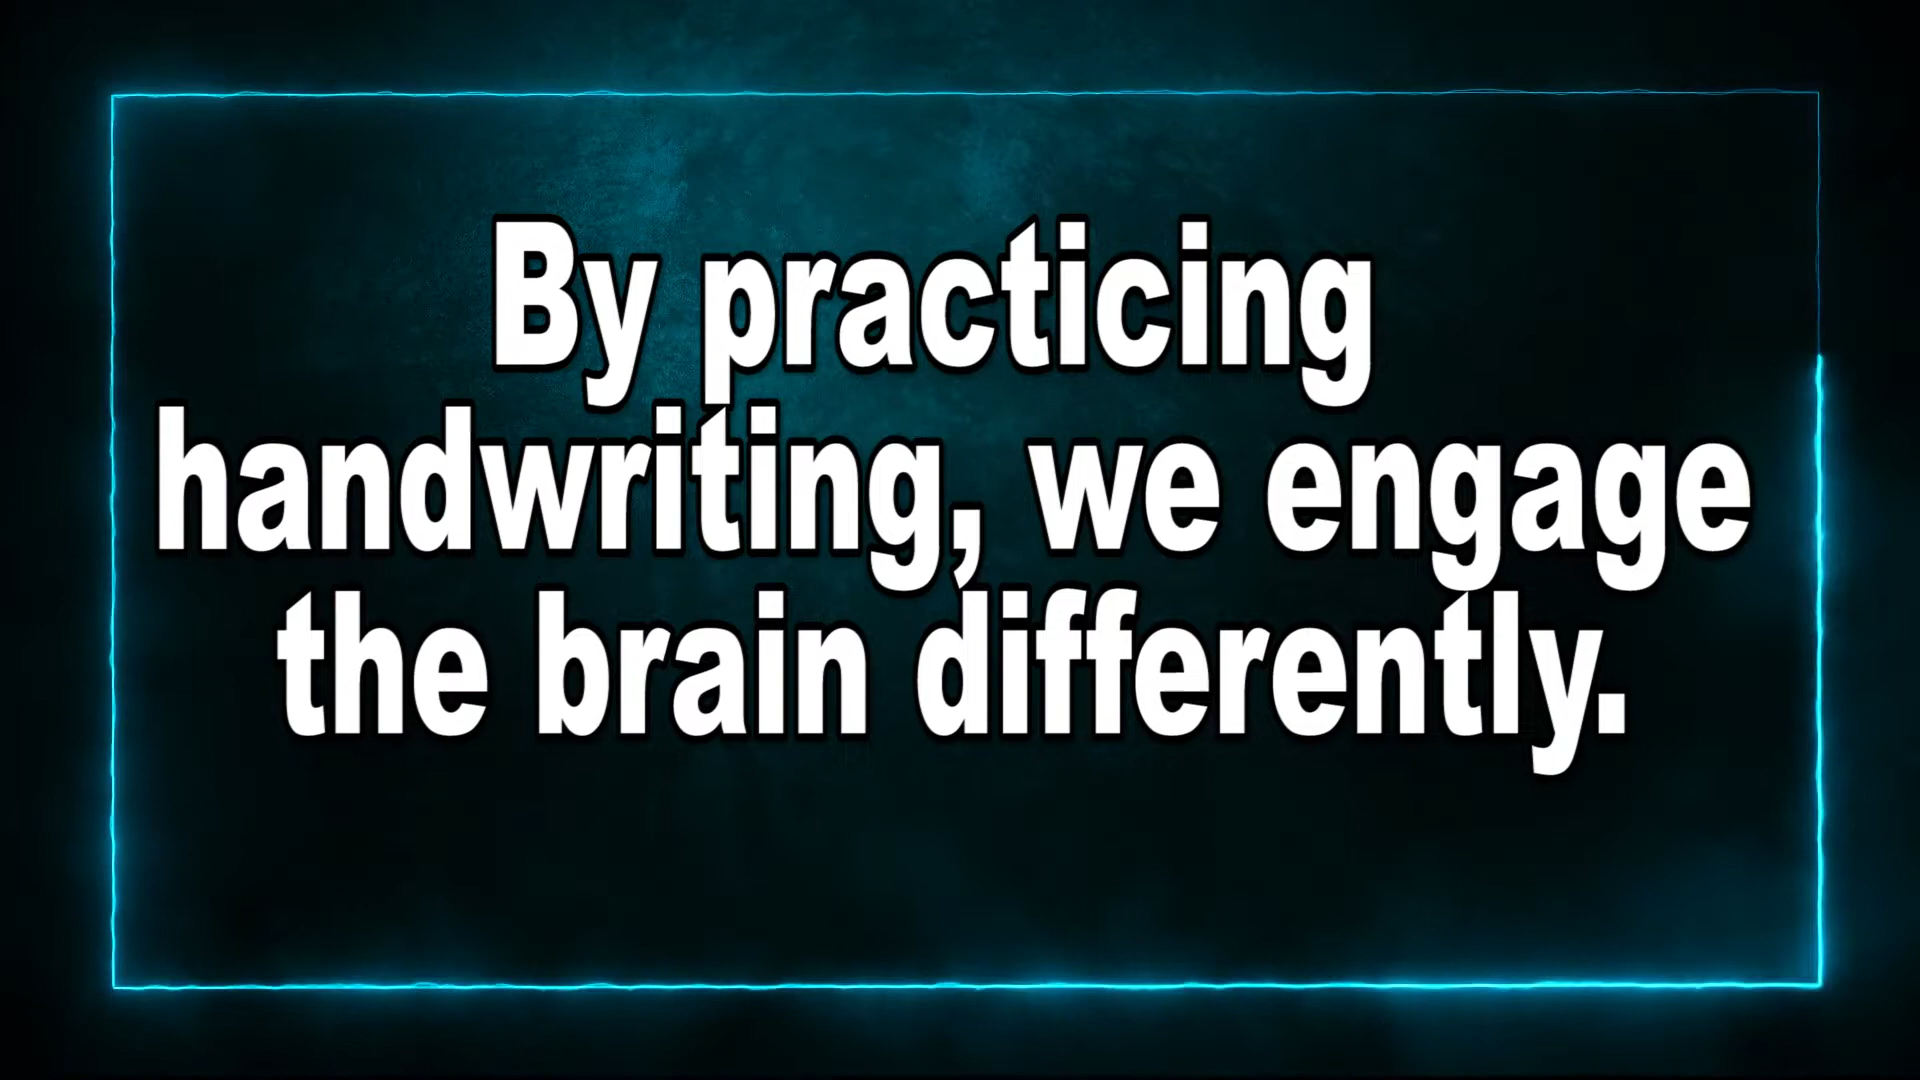 By practicing
handwriting, we engage
the brain differently.